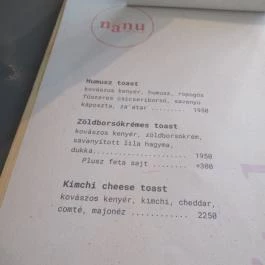 nanu
Humusz toast
kovászos kenyér, humusz, ropogós
fűszeres csicseriborsó, savanyú
káposzta, za'atar .......... 1950
Zöldborsókrémes toast
kovászos kenyér, zöldborsókrém,
savanyított lila hagyma,
dukka.................... 1950
Plusz feta sajt ........ +300
Kimchi cheese toast
kovászos kenyér, kimchi, cheddar,
comté, majonéz ............. 2250